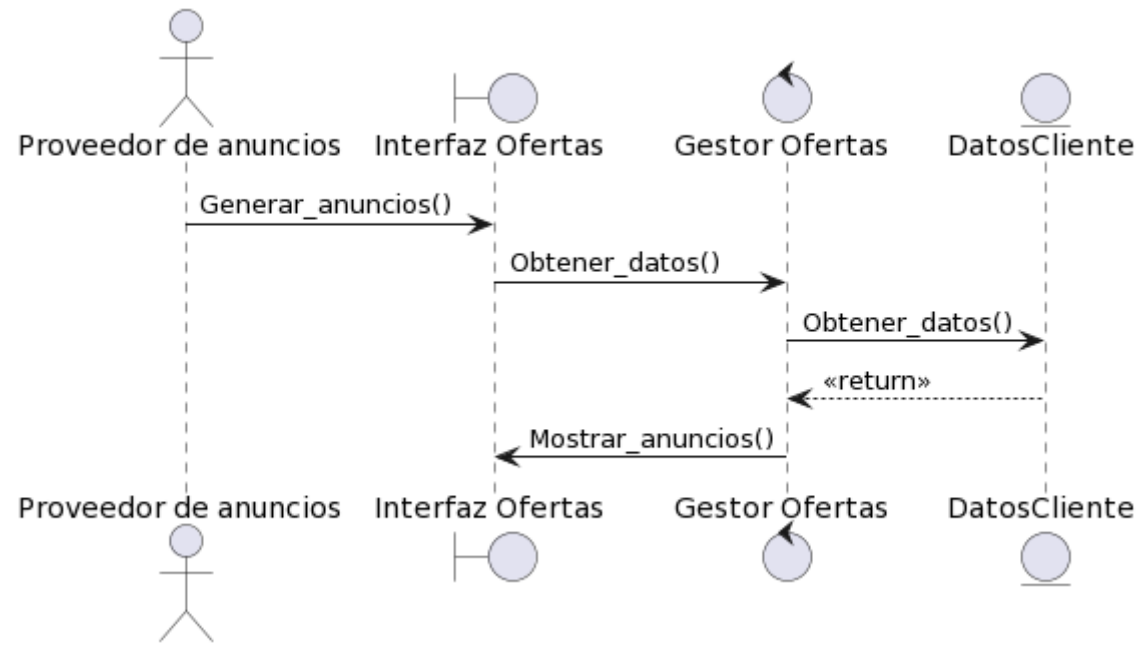 Proveedor de anuncios Interfaz Ofertas Gestor Ofertas DatosCliente
Generar_anuncios()
Obtener_datos()
Obtener_datos()
«return»
Mostrar_anuncios()
Proveedor de anuncios Interfaz Ofertas Gestor Ofertas DatosCliente